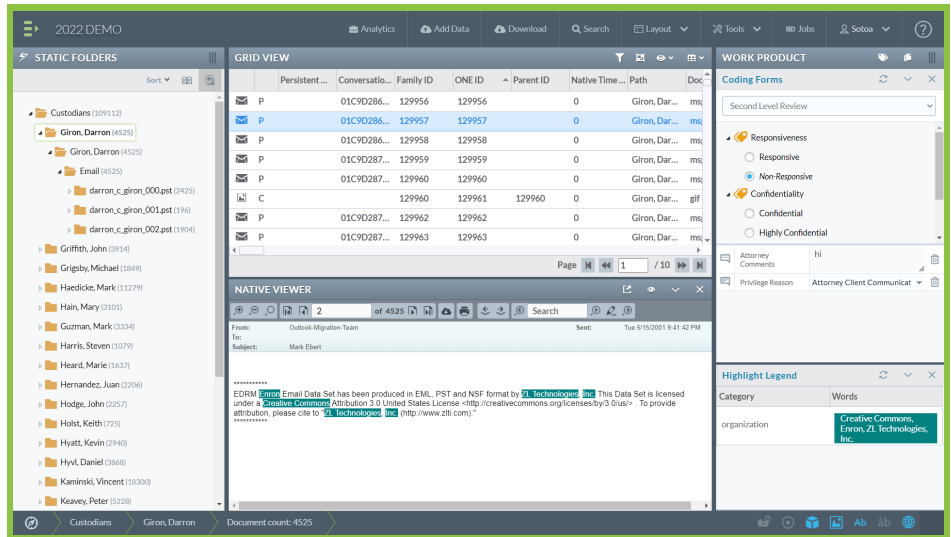 2022 DEMO
Analytics
Add Data
Download
Search
Layout
Tools
Jobs
Sotoa
?
STATIC FOLDERS
Sort
Custodians (109112)
Giron, Darron (4525)
Giron, Darron (4525)
Email (4525)
darron_c_giron_000.pst (2425)
darron_c_giron_001.pst (196)
darron_c_giron_002.pst (1904)
Griffith, John (3914)
Grigsby, Michael (1849)
Haedicke, Mark (11279)
Hain, Mary (3101)
Guzman, Mark (3334)
Harris, Steven (1079)
Heard, Marie (1637)
Hernandez, Juan (2206)
Hodge, John (2257)
Holst, Keith (725)
Hyatt, Kevin (2940)
Hyvl, Daniel (3868)
Kaminski, Vincent (18300)
Keavey, Peter (5228)
GRID VIEW
Persistent ... Conversatio... Family ID ONE ID Parent ID Native Time ... Path Doc
P 01C9D286... 129956 129956 0 Giron, Dar... ms
P 01C9D286... 129957 129957 0 Giron, Dar... ms
P 01C9D286... 129958 129958 0 Giron, Dar... ms
P 01C9D287... 129959 129959 0 Giron, Dar... ms
P 01C9D287... 129960 129960 0 Giron, Dar... ms
C 129960 129961 129960 0 Giron, Dar... gif
P 01C9D287... 129962 129962 0 Giron, Dar... ms
P 01C9D287... 129963 129963 0 Giron, Dar... ms
Page 1 / 10
NATIVE VIEWER
2 of 4525 Search
From: Outlook-Migration-Team Sent: Tue 5/15/2001 9:41:42 PM
To:
Subject: Mark Ebert
***********
EDRM Enron Email Data Set has been produced in EML, PST and NSF format by ZL Technologies, Inc. This Data Set is licensed
under a Creative Commons Attribution 3.0 United States License <http://creativecommons.org/licenses/by/3.0/us/> . To provide
attribution, please cite to "ZL Technologies, Inc. (http://www.zlti.com)."
***********
WORK PRODUCT
Coding Forms
Second Level Review
Responsiveness
Responsive
Non-Responsive
Confidentiality
Confidential
Highly Confidential
Attorney
Comments
hi
Privilege Reason Attorney Client Communicat
Highlight Legend
Category Words
organization
Creative Commons,
Enron, ZL Technologies,
Inc.
Custodians
Giron, Darron
Document count: 4525
Ab
āb